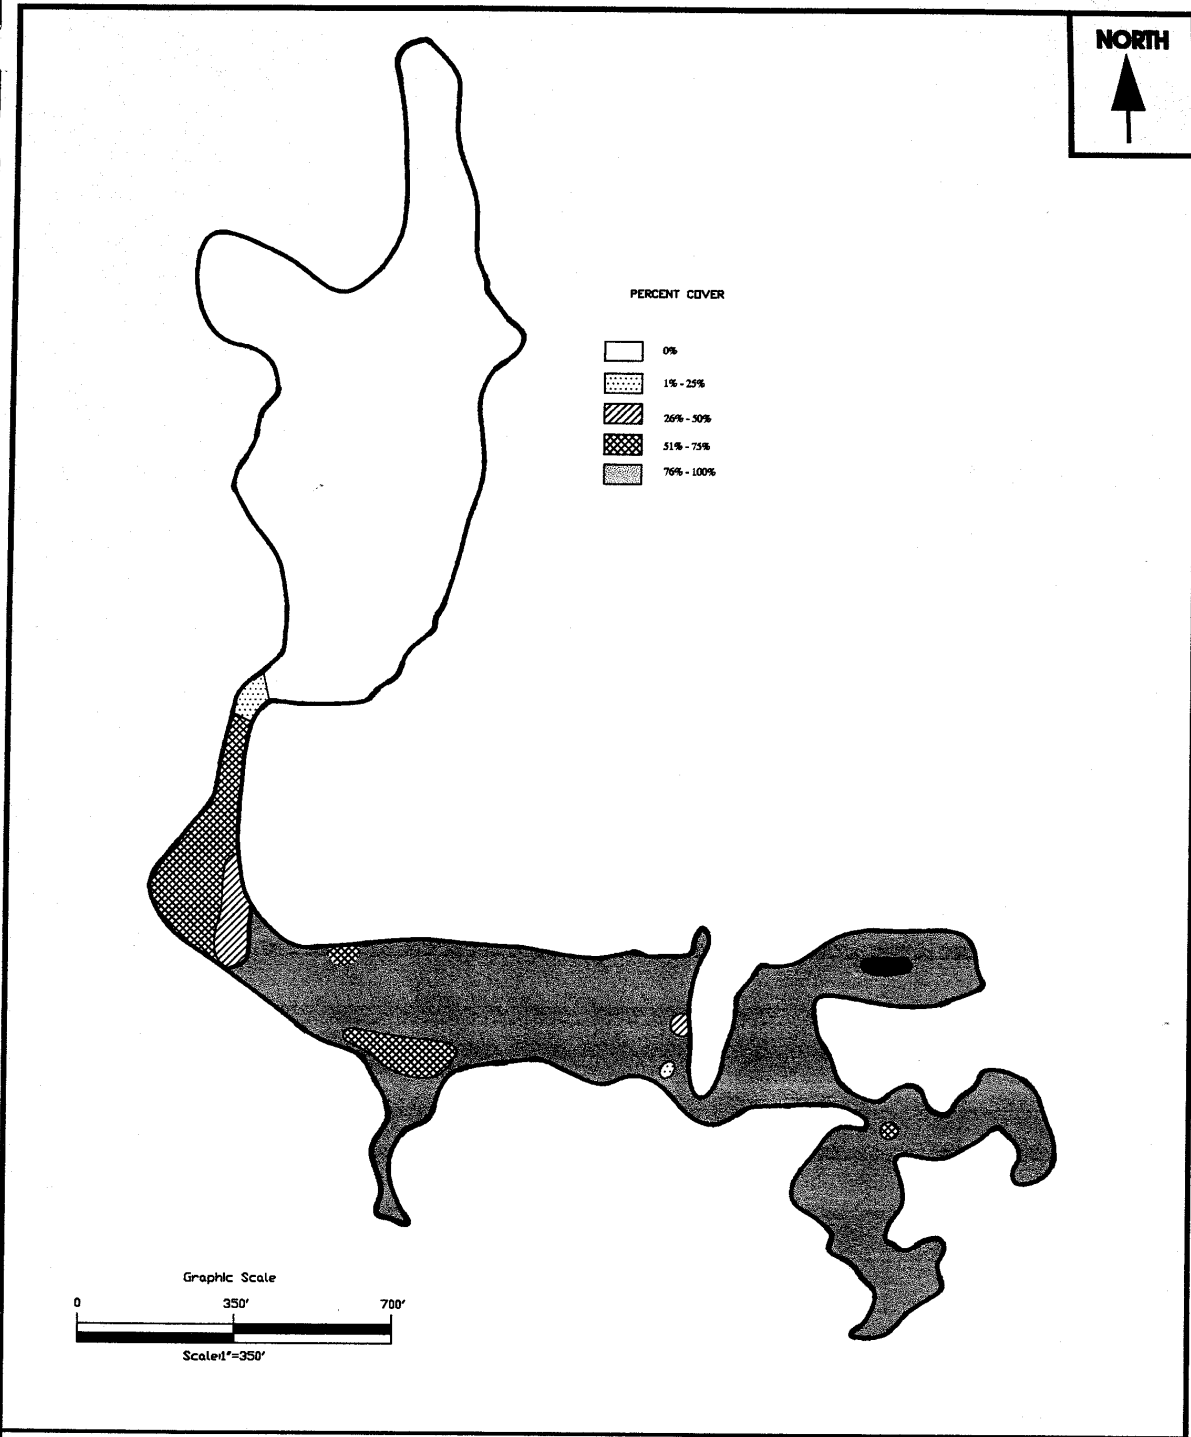 NORTH
PERCENT COVER
0%
1% - 25%
26% - 50%
51% - 75%
76% - 100%
Graphic Scale
0 350' 700'
Scale:1"=350'